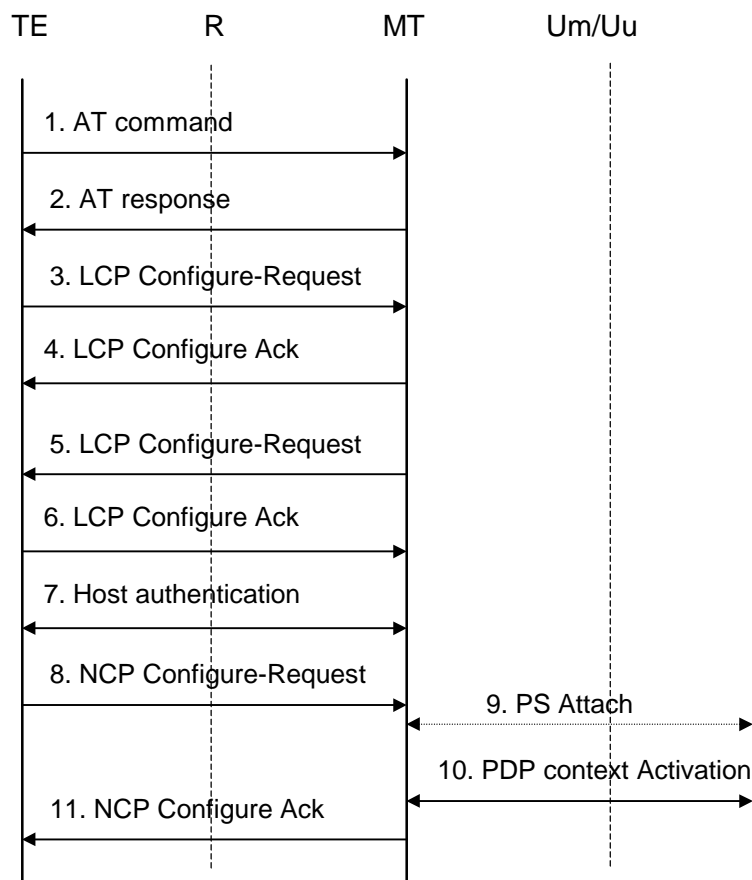 TE R MT Um/Uu
1. AT command
2. AT response
3. LCP Configure-Request
4. LCP Configure Ack
5. LCP Configure-Request
6. LCP Configure Ack
7. Host authentication
8. NCP Configure-Request
9. PS Attach
10. PDP context Activation
11. NCP Configure Ack